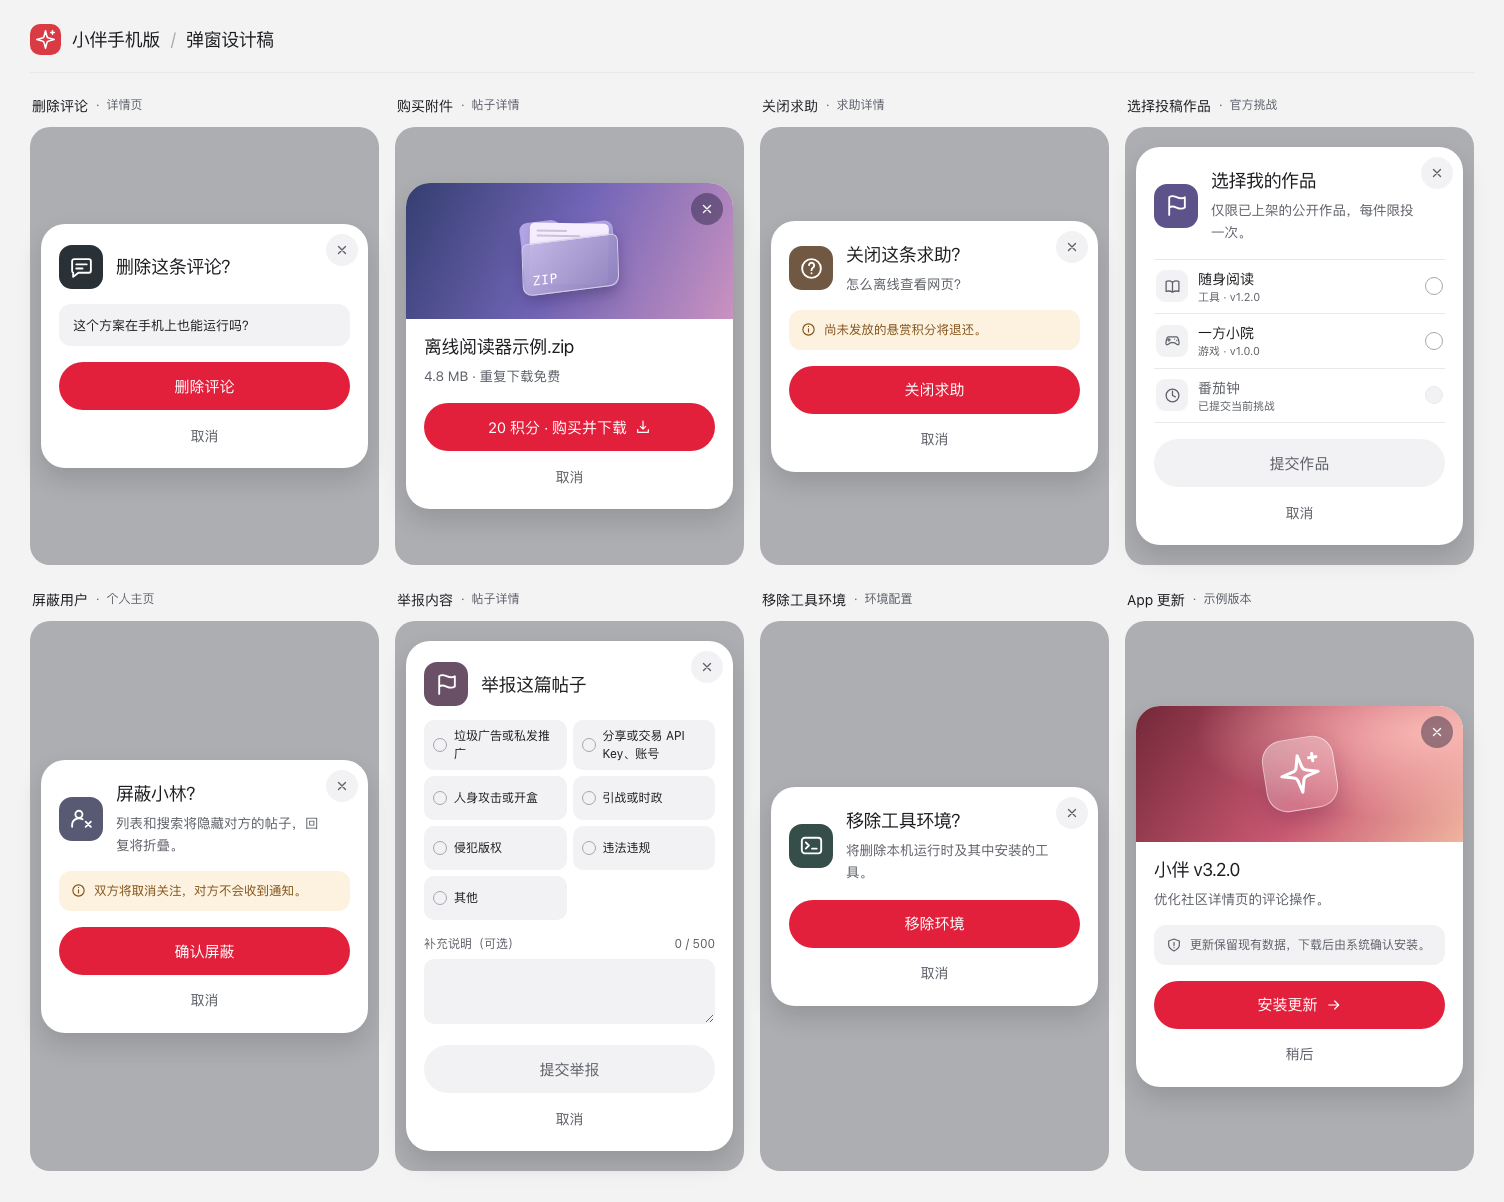 小伴手机版 / 弹窗设计稿
删除评论 · 详情页
删除这条评论?
这个方案在手机上也能运行吗?
删除评论
取消
购买附件 · 帖子详情
ZIP
离线阅读器示例.zip
4.8 MB · 重复下载免费
20 积分 · 购买并下载
取消
关闭求助 · 求助详情
关闭这条求助?
怎么离线查看网页?
尚未发放的悬赏积分将退还。
关闭求助
取消
选择投稿作品 · 官方挑战
选择我的作品
仅限已上架的公开作品，每件限投
一次。
随身阅读
工具 · v1.2.0
一方小院
游戏 · v1.0.0
番茄钟
已提交当前挑战
提交作品
取消
屏蔽用户 · 个人主页
屏蔽小林?
列表和搜索将隐藏对方的帖子，回
复将折叠。
双方将取消关注，对方不会收到通知。
确认屏蔽
取消
举报内容 · 帖子详情
举报这篇帖子
垃圾广告或私发推
广
分享或交易 API
Key、账号
人身攻击或开盒
引战或时政
侵犯版权
违法违规
其他
补充说明（可选） 0 / 500
提交举报
取消
移除工具环境 · 环境配置
移除工具环境?
将删除本机运行时及其中安装的工
具。
移除环境
取消
App 更新 · 示例版本
小伴 v3.2.0
优化社区详情页的评论操作。
更新保留现有数据，下载后由系统确认安装。
安装更新
稍后